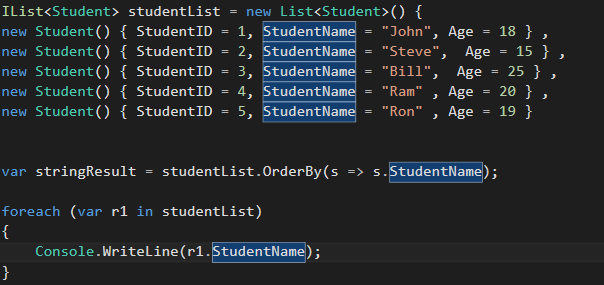 IList<Student> studentList = new List<Student>() {
new Student() { StudentID = 1, StudentName = "John", Age = 18 } ,
new Student() { StudentID = 2, StudentName = "Steve",  Age = 15 } ,
new Student() { StudentID = 3, StudentName = "Bill",  Age = 25 } ,
new Student() { StudentID = 4, StudentName = "Ram" , Age = 20 } ,
new Student() { StudentID = 5, StudentName = "Ron" , Age = 19 }
var stringResult = studentList.OrderBy(s => s.StudentName);
foreach (var r1 in studentList)
{
    Console.WriteLine(r1.StudentName);
}